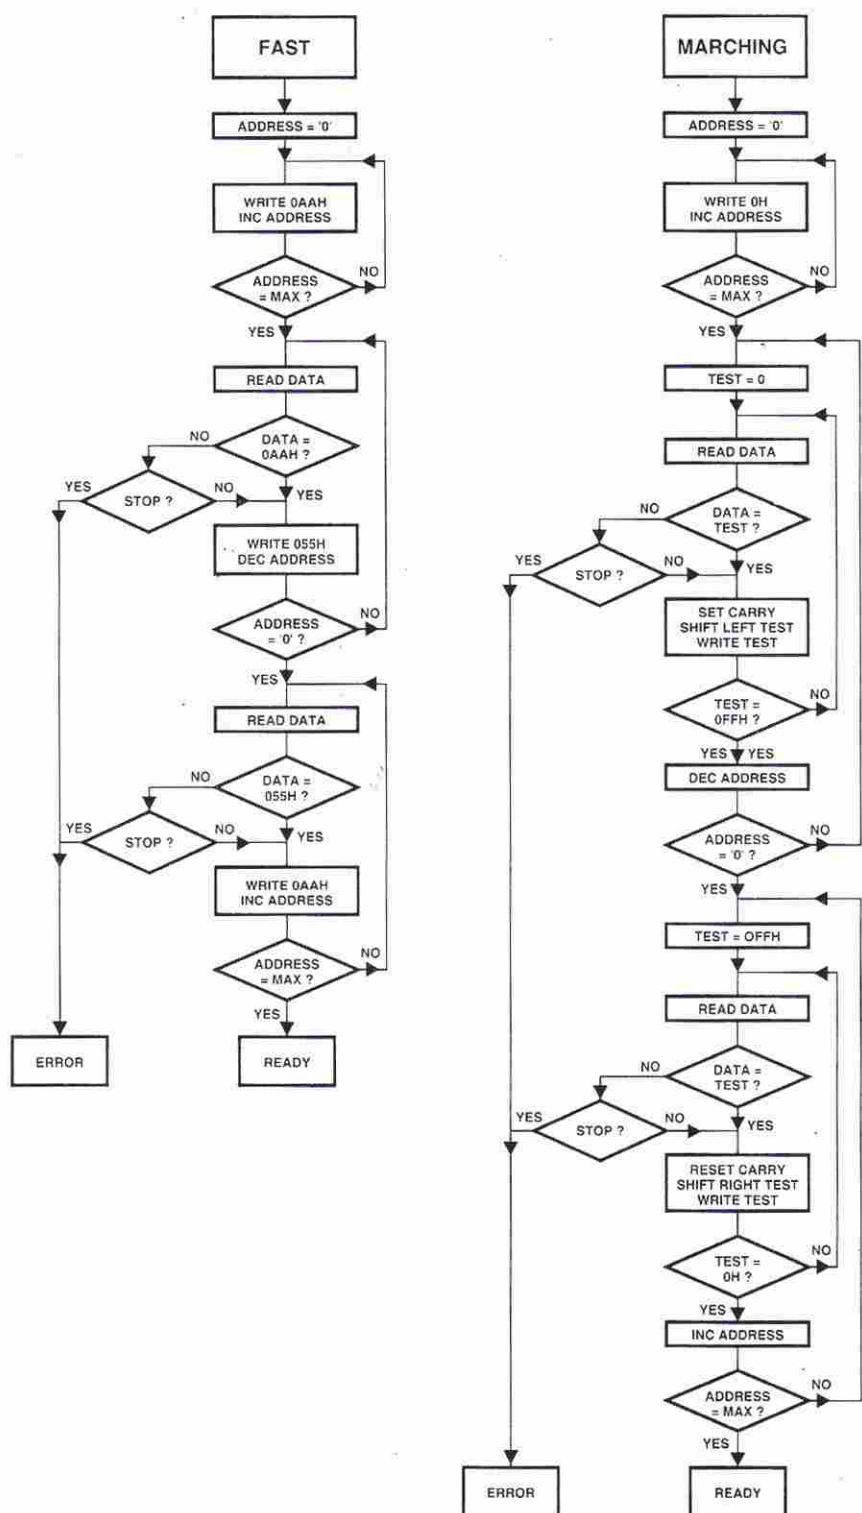 FAST
ADDRESS = '0'
WRITE 0AAH
INC ADDRESS
ADDRESS
= MAX ?
NO
YES
READ DATA
DATA =
0AAH ?
NO
YES
STOP ?
YES
NO
WRITE 055H
DEC ADDRESS
ADDRESS
= '0' ?
NO
YES
READ DATA
DATA =
055H ?
NO
YES
STOP ?
YES
NO
WRITE 0AAH
INC ADDRESS
ADDRESS
= MAX ?
NO
YES
ERROR
READY
MARCHING
ADDRESS = '0'
WRITE 0H
INC ADDRESS
ADDRESS
= MAX ?
NO
YES
TEST = 0
READ DATA
DATA =
TEST ?
NO
YES
STOP ?
YES
NO
SET CARRY
SHIFT LEFT TEST
WRITE TEST
TEST =
0FFH ?
NO
YES YES
DEC ADDRESS
ADDRESS
= '0' ?
NO
YES
TEST = OFFH
READ DATA
DATA =
TEST ?
NO
YES
STOP ?
YES
NO
RESET CARRY
SHIFT RIGHT TEST
WRITE TEST
TEST =
0H ?
NO
YES
INC ADDRESS
ADDRESS
= MAX ?
NO
YES
ERROR
READY